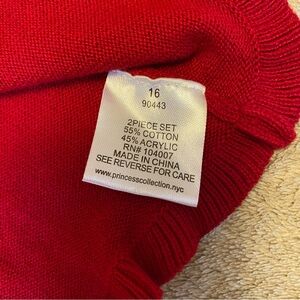 16
90443
2PIECE SET
55% COTTON
45% ACRYLIC
RN# 104007
MADE IN CHINA
SEE REVERSE FOR CARE
www.princesscollection.nyc